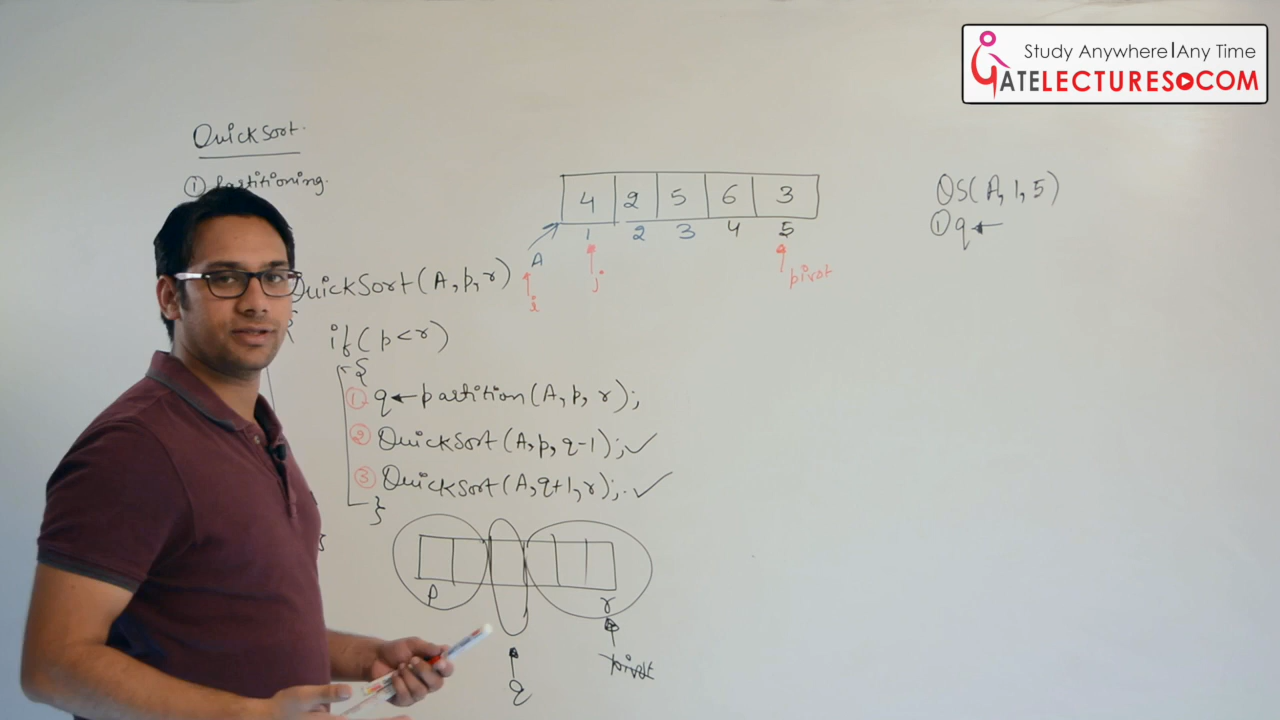 Study Anywhere|Any Time
GATELECTURES.COM
QuickSort.
① Partitioning.
4 2 5 6 3
1 2 3 4 5
A
i
j
pivot
QS(A, 1, 5)
① q ←
QuickSort(A, p, r)
{
if(p < r)
{
① q ← partition(A, p, r);
② QuickSort(A, p, q-1); ✓
③ QuickSort(A, q+1, r); ✓
}
p
r
pivot
q